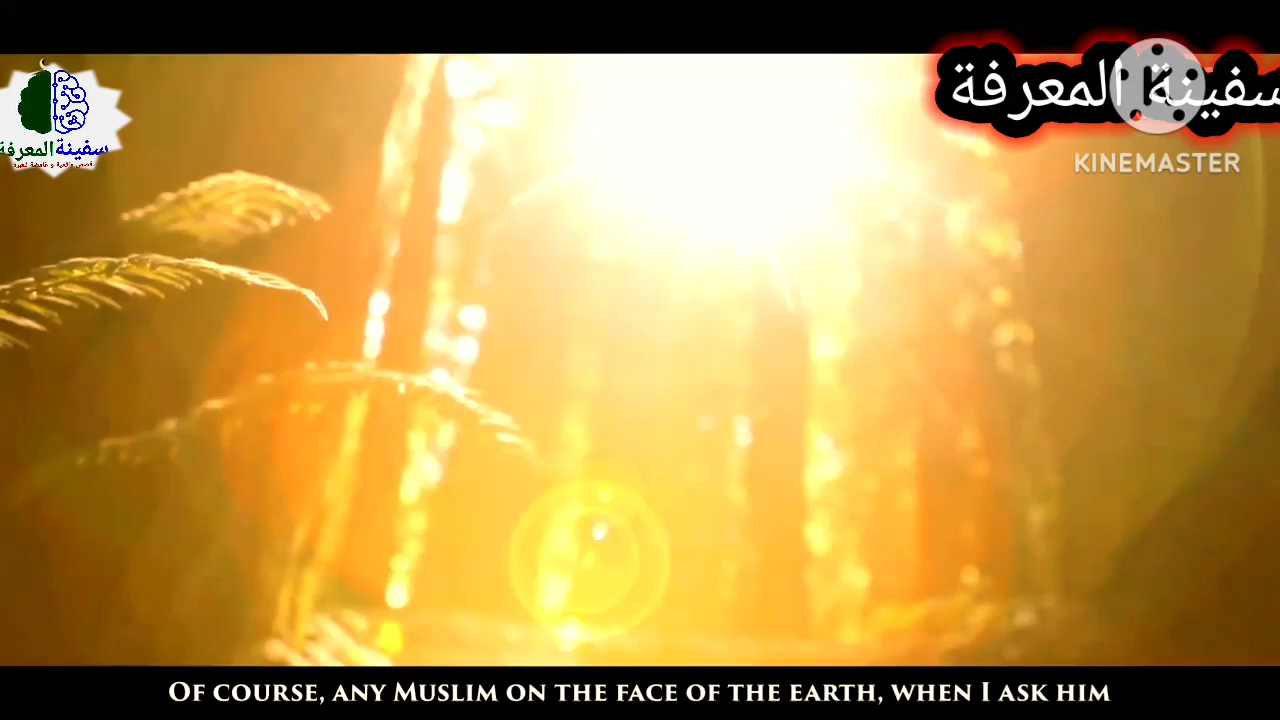 سفينة المعرفة
KINEMASTER
سفينة المعرفة
OF COURSE, ANY MUSLIM ON THE FACE OF THE EARTH, WHEN I ASK HIM